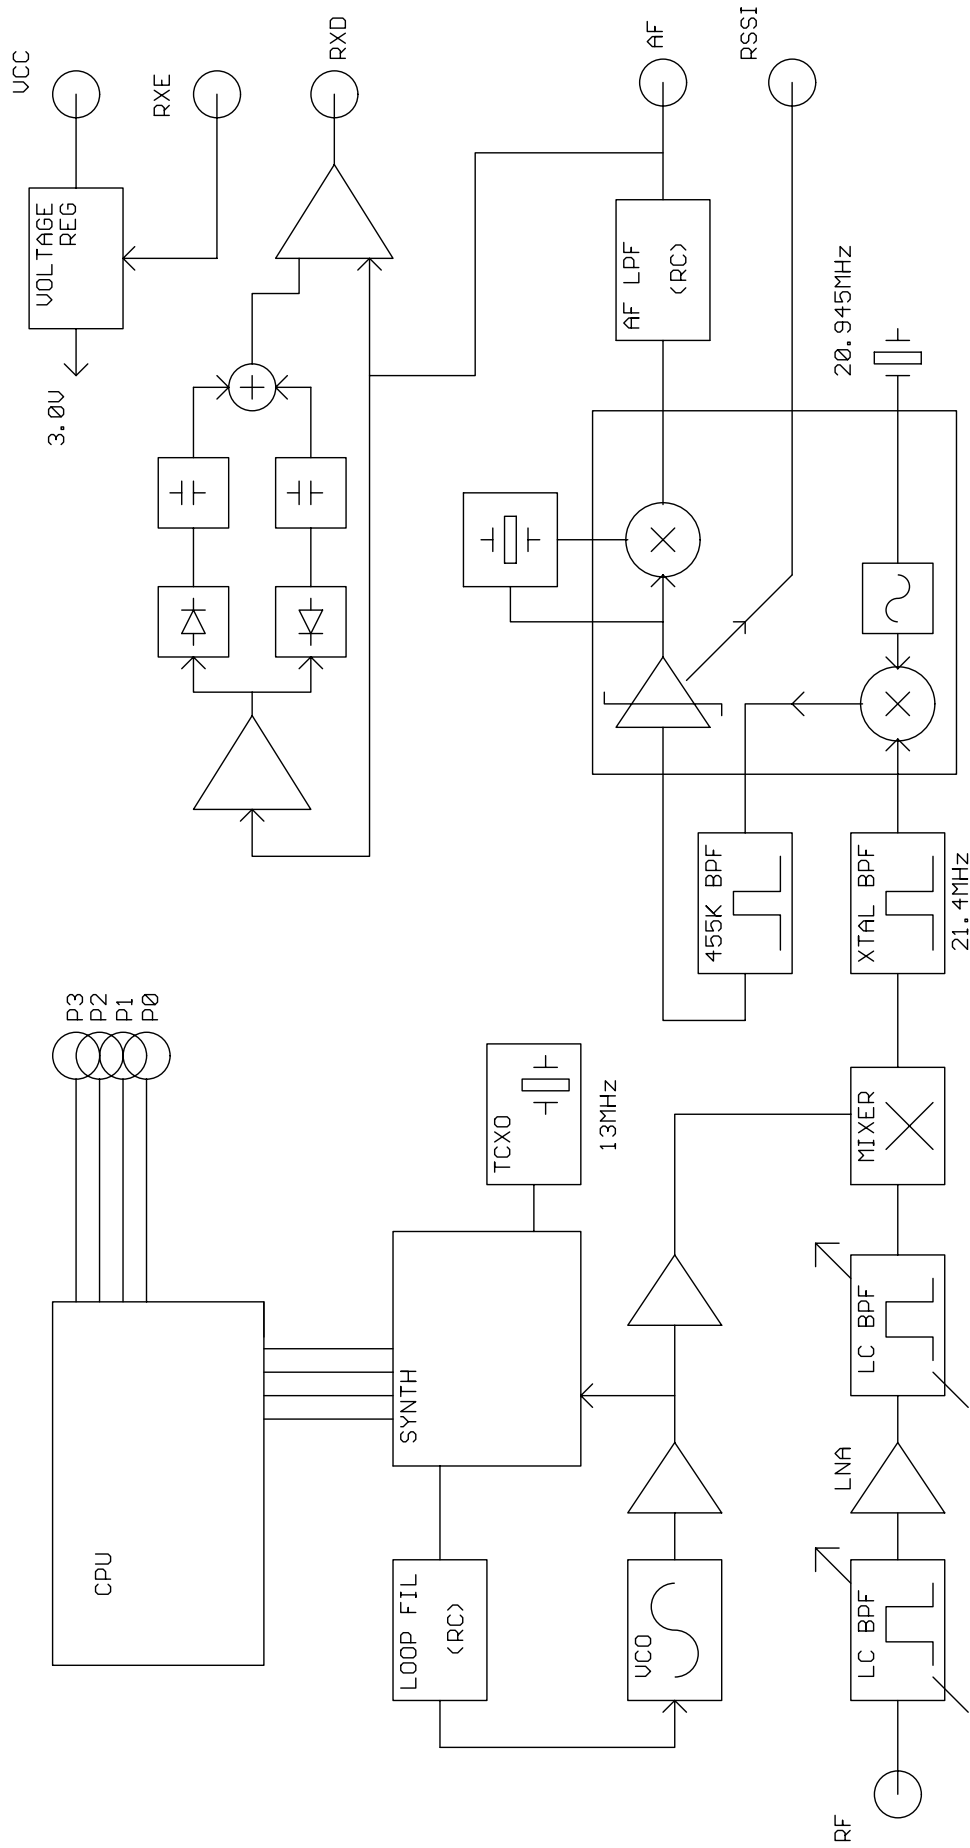 VCC
VOLTAGE
REG
3.0V
RXE
RXD
AF
RSSI
AF LPF
(RC)
20.945MHz
455K BPF
XTAL BPF
21.4MHz
P3
P2
P1
P0
CPU
SYNTH
TCXO
13MHz
LOOP FIL
(RC)
VCO
MIXER
LC BPF
LNA
LC BPF
RF